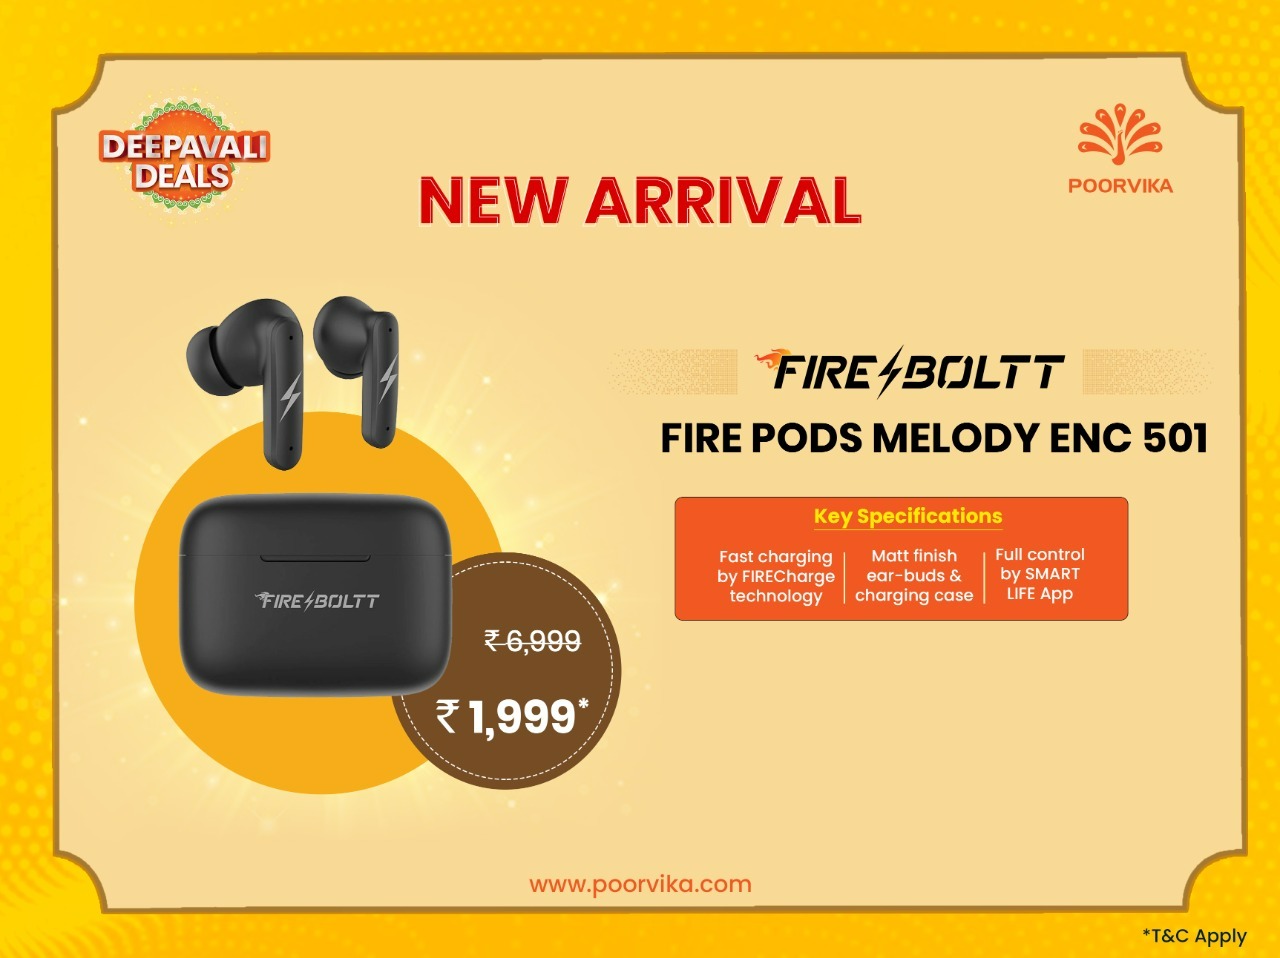 DEEPAVALI
DEALS
POORVIKA
NEW ARRIVAL
FIRE BOLTT
FIRE PODS MELODY ENC 501
Key Specifications
Fast charging
by FIRECharge
technology
Matt finish
ear-buds &
charging case
Full control
by SMART
LIFE App
FIRE BOLTT
₹ 6,999
₹ 1,999*
www.poorvika.com
*T&C Apply